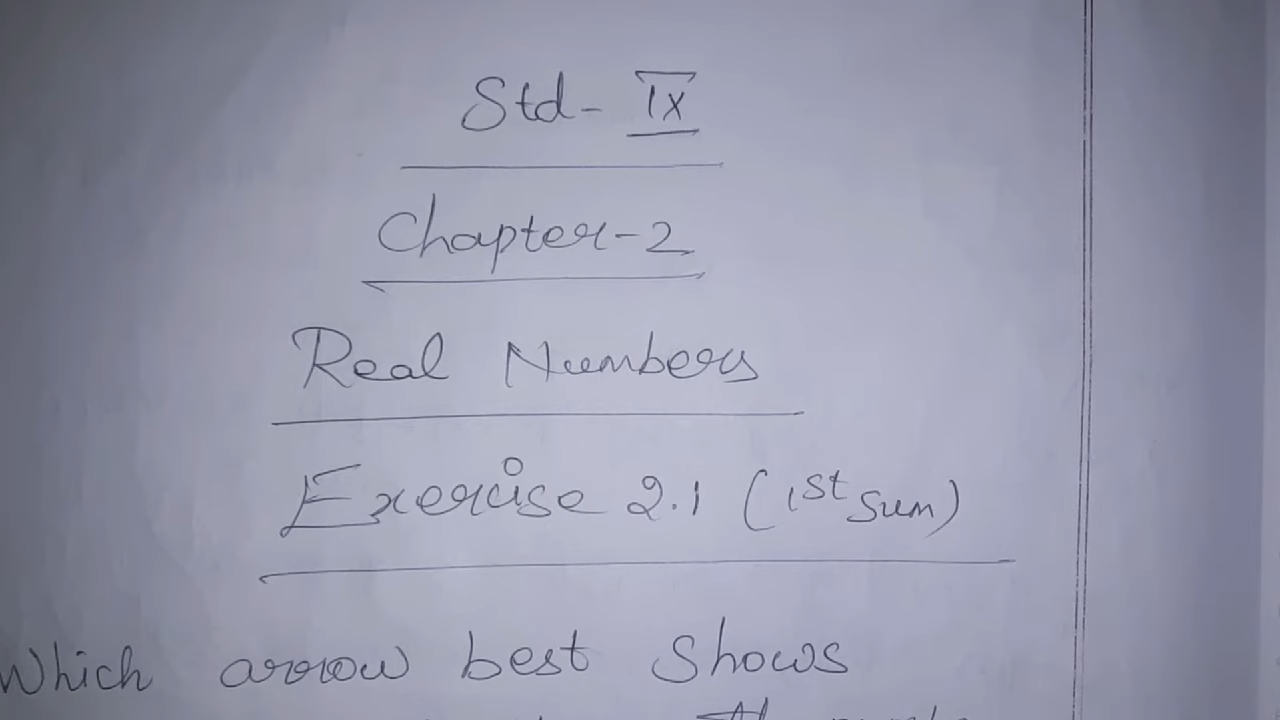 Std- IX
Chapter-2
Real Numbers
Exercise 2.1 (1st Sum)
Which arrow best shows